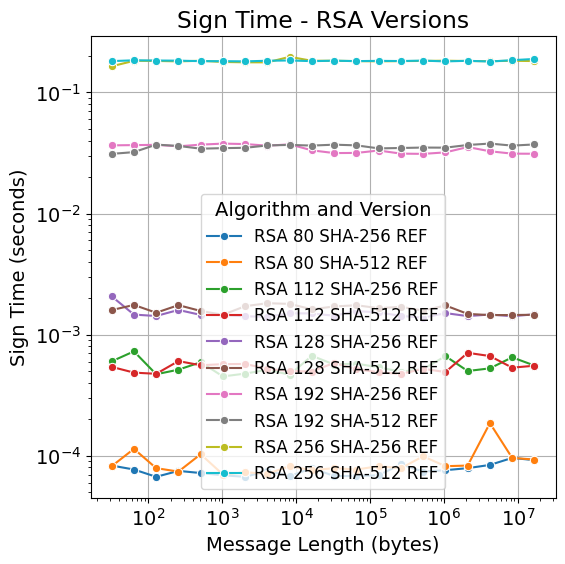 Sign Time - RSA Versions
Sign Time (seconds)
10⁻¹
10⁻²
10⁻³
10⁻⁴
Algorithm and Version
RSA 80 SHA-256 REF
RSA 80 SHA-512 REF
RSA 112 SHA-256 REF
RSA 112 SHA-512 REF
RSA 128 SHA-256 REF
RSA 128 SHA-512 REF
RSA 192 SHA-256 REF
RSA 192 SHA-512 REF
RSA 256 SHA-256 REF
RSA 256 SHA-512 REF
10² 10³ 10⁴ 10⁵ 10⁶ 10⁷
Message Length (bytes)